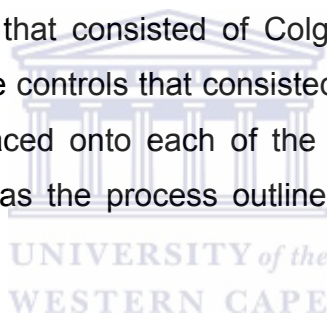 that consisted of Colg
e controls that consisted
aced onto each of the
as the process outline
UNIVERSITY of the
WESTERN CAPE